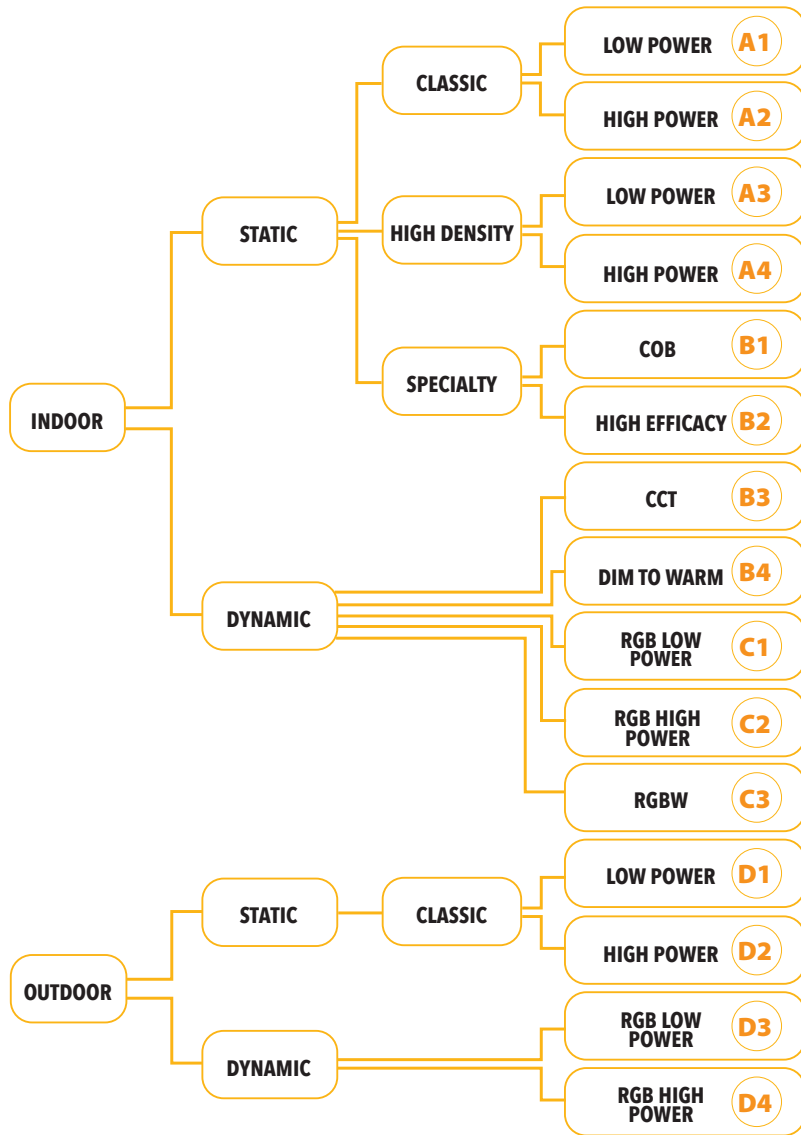 LOW POWER A1
CLASSIC
HIGH POWER A2
LOW POWER A3
STATIC
HIGH DENSITY
HIGH POWER A4
COB B1
SPECIALTY
INDOOR
HIGH EFFICACY B2
CCT B3
DIM TO WARM B4
DYNAMIC
RGB LOW
POWER C1
RGB HIGH
POWER C2
RGBW C3
LOW POWER D1
STATIC
CLASSIC
HIGH POWER D2
OUTDOOR
RGB LOW
POWER D3
DYNAMIC
RGB HIGH
POWER D4